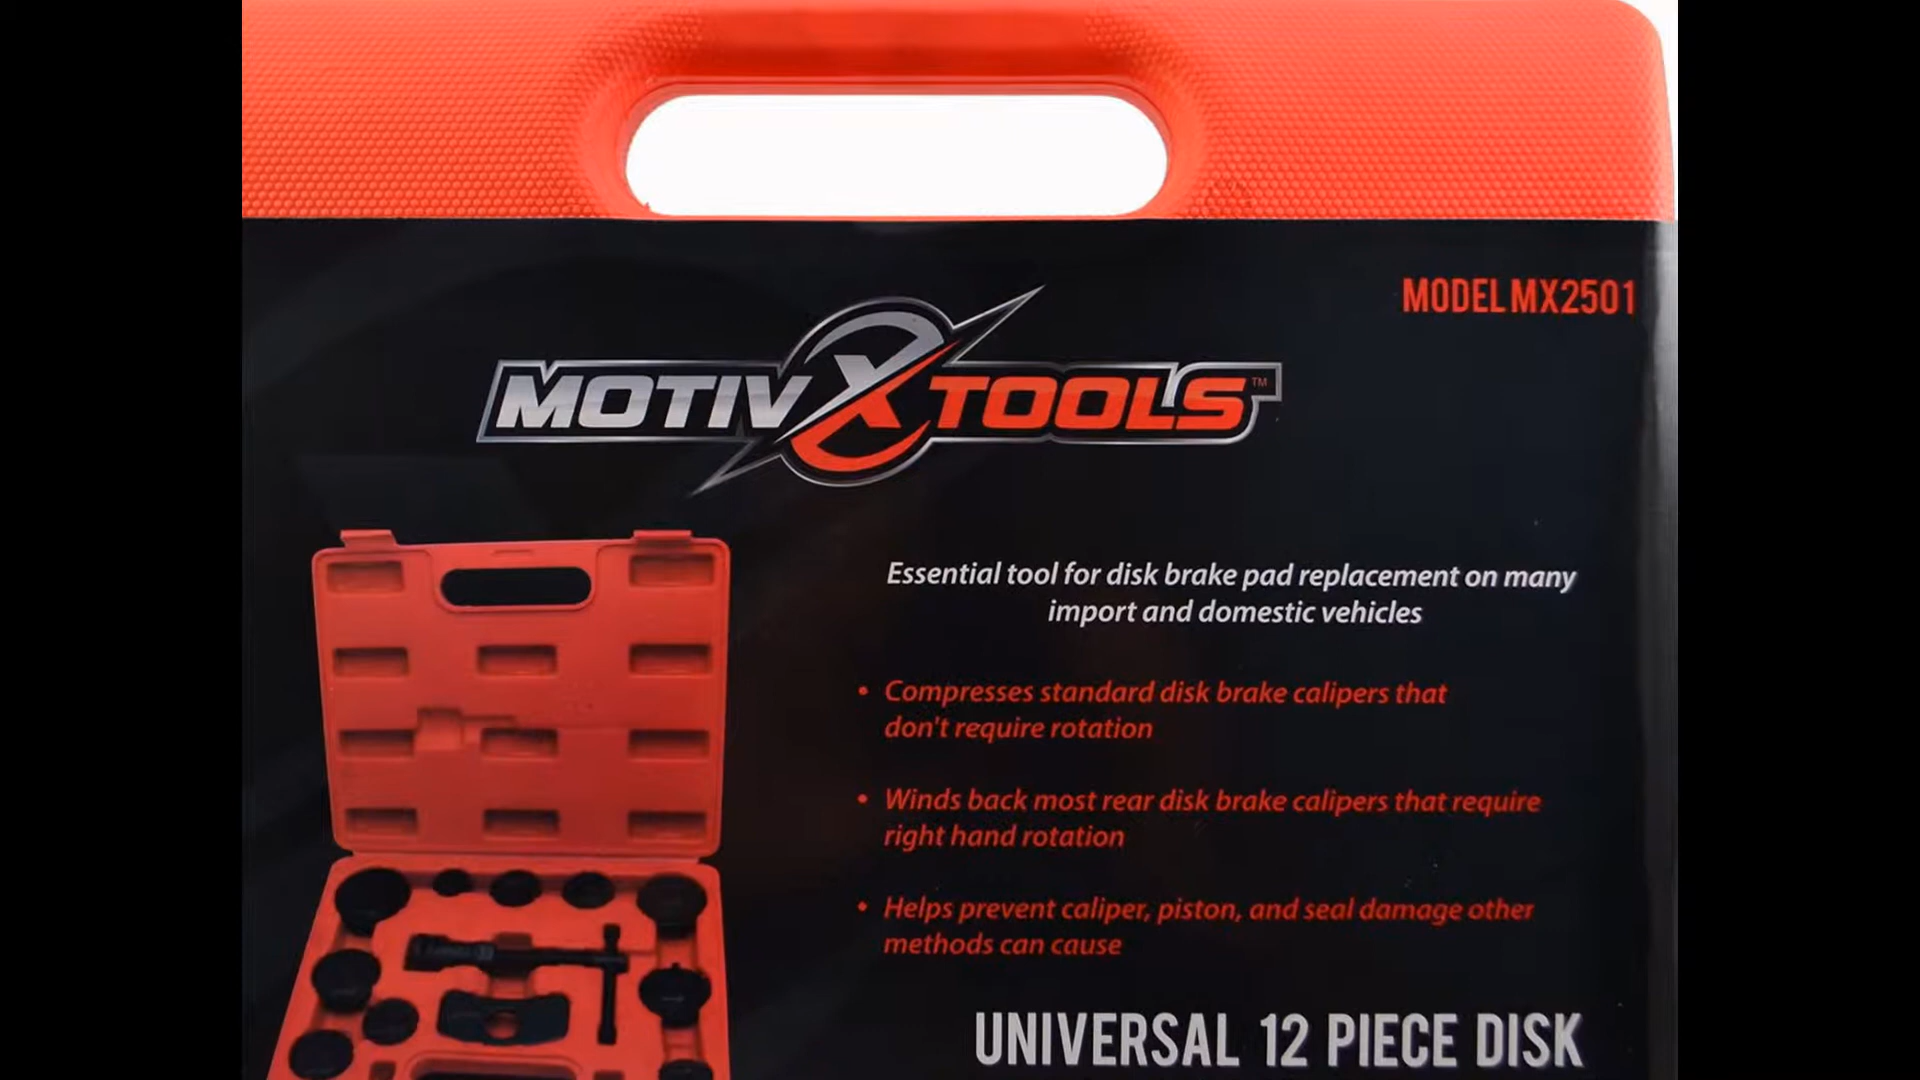 MODEL MX2501
MOTIVX TOOLS™
Essential tool for disk brake pad replacement on many
import and domestic vehicles
• Compresses standard disk brake calipers that
don't require rotation
• Winds back most rear disk brake calipers that require
right hand rotation
• Helps prevent caliper, piston, and seal damage other
methods can cause
UNIVERSAL 12 PIECE DISK